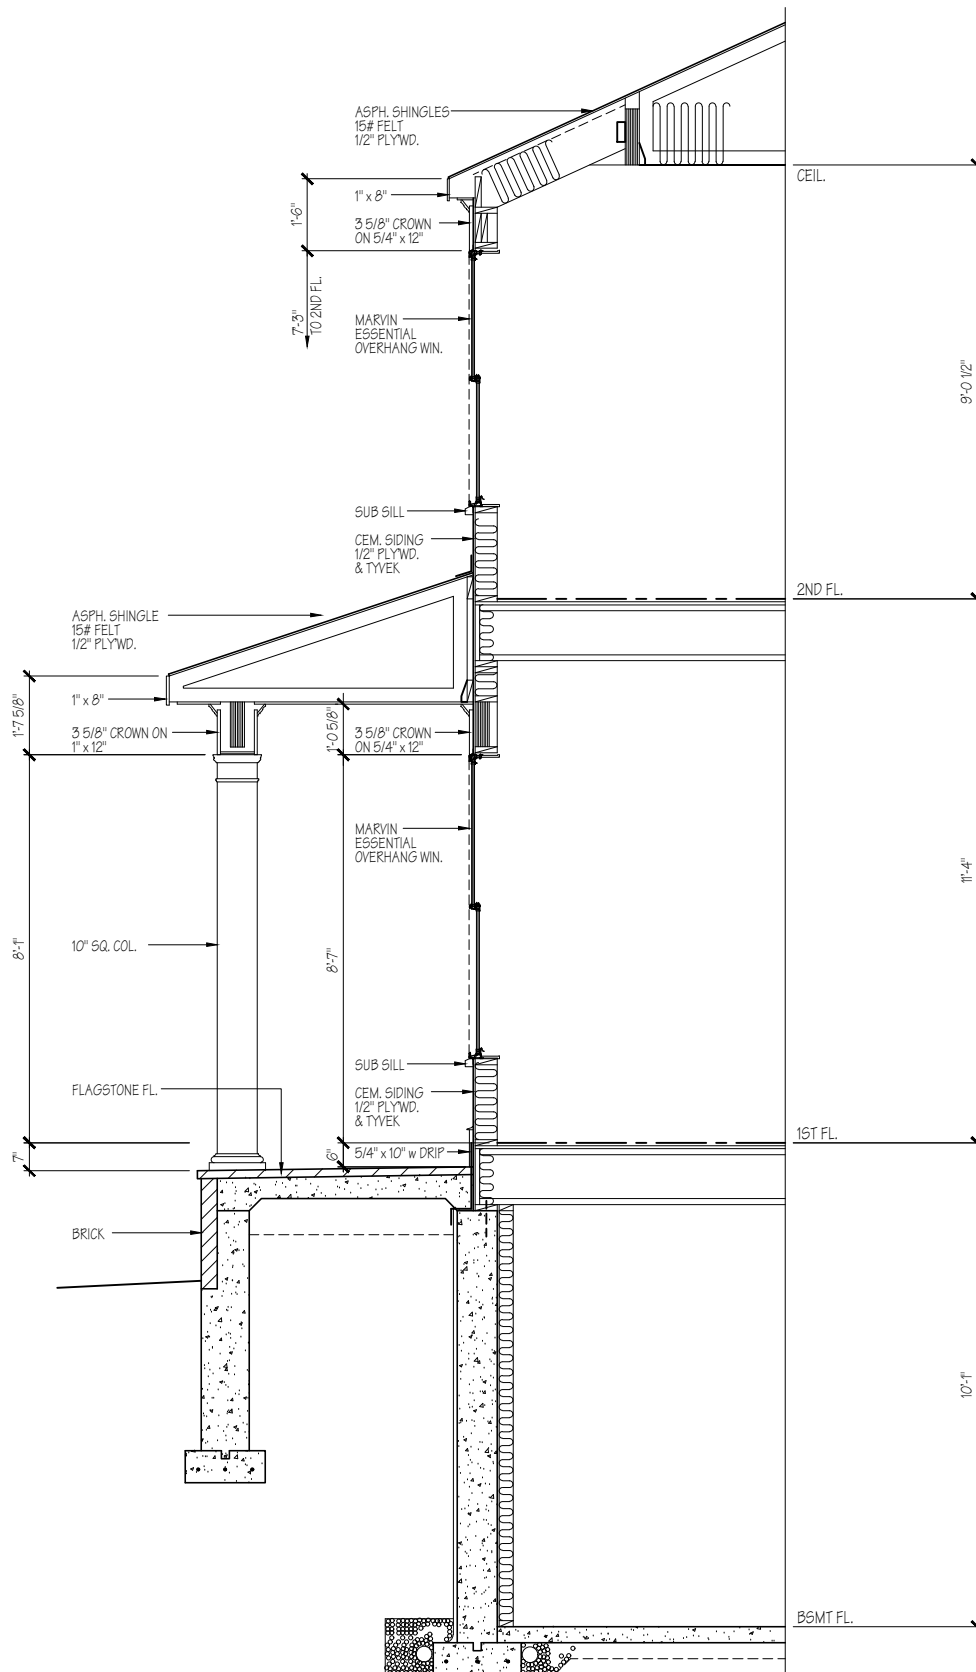 ASPH. SHINGLES
15# FELT
1/2" PLYWD.
CEIL.
1" x 8"
1'-6"
3 5/8" CROWN
ON 5/4" x 12"
7'-3"
TO 2ND FL.
MARVIN
ESSENTIAL
OVERHANG WIN.
9'-0 1/2"
SUB SILL
CEM. SIDING
1/2" PLYWD.
& TYVEK
2ND FL.
ASPH. SHINGLE
15# FELT
1/2" PLYWD.
1" x 8"
1'-7 5/8"
3 5/8" CROWN ON
1" x 12"
1'-0 5/8"
3 5/8" CROWN
ON 5/4" x 12"
MARVIN
ESSENTIAL
OVERHANG WIN.
11'-4"
10" SQ. COL.
8'-1"
8'-7"
SUB SILL
FLAGSTONE FL.
CEM. SIDING
1/2" PLYWD.
& TYVEK
1ST FL.
7"
6"
5/4" x 10" w DRIP
BRICK
10'-1"
BSMT FL.